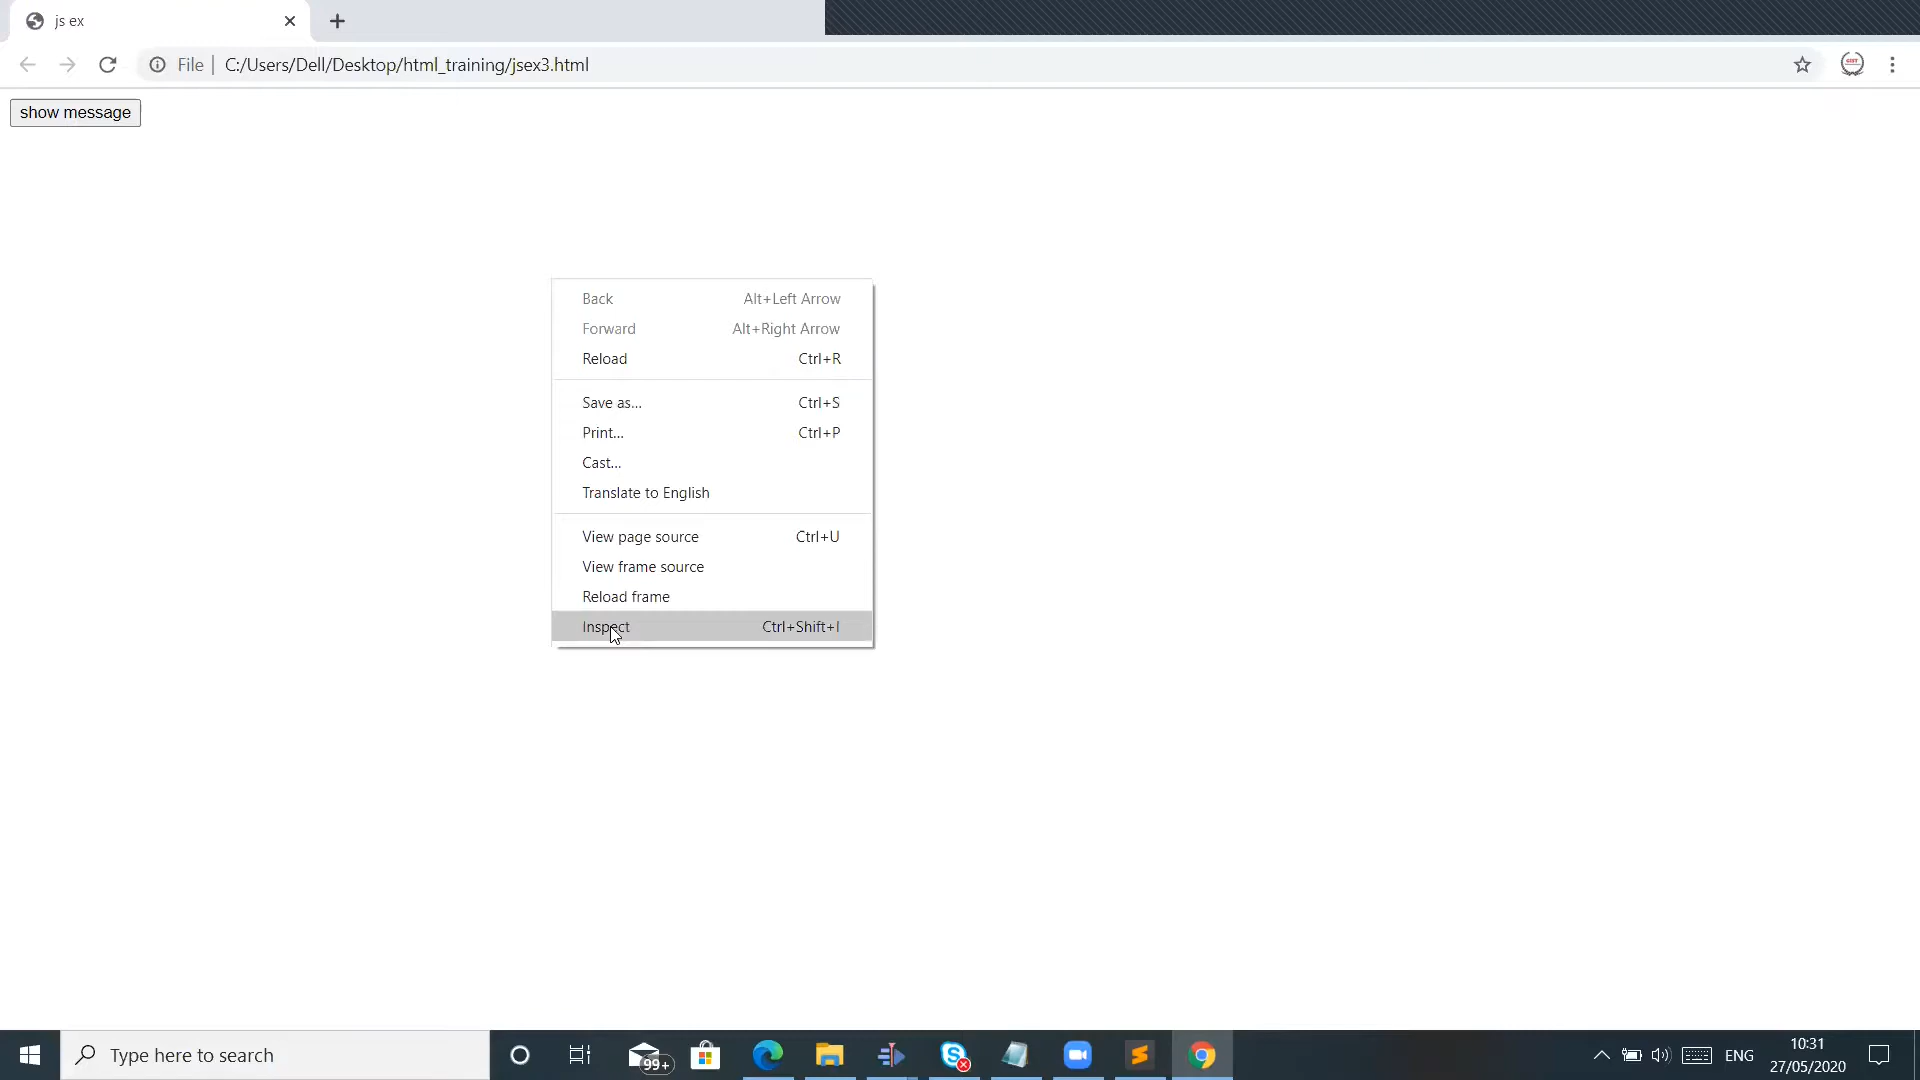 js ex
File | C:/Users/Dell/Desktop/html_training/jsex3.html
show message
Back Alt+Left Arrow
Forward Alt+Right Arrow
Reload Ctrl+R
Save as... Ctrl+S
Print... Ctrl+P
Cast...
Translate to English
View page source Ctrl+U
View frame source
Reload frame
Inspect Ctrl+Shift+I
Type here to search
99+
ENG
10:31
27/05/2020